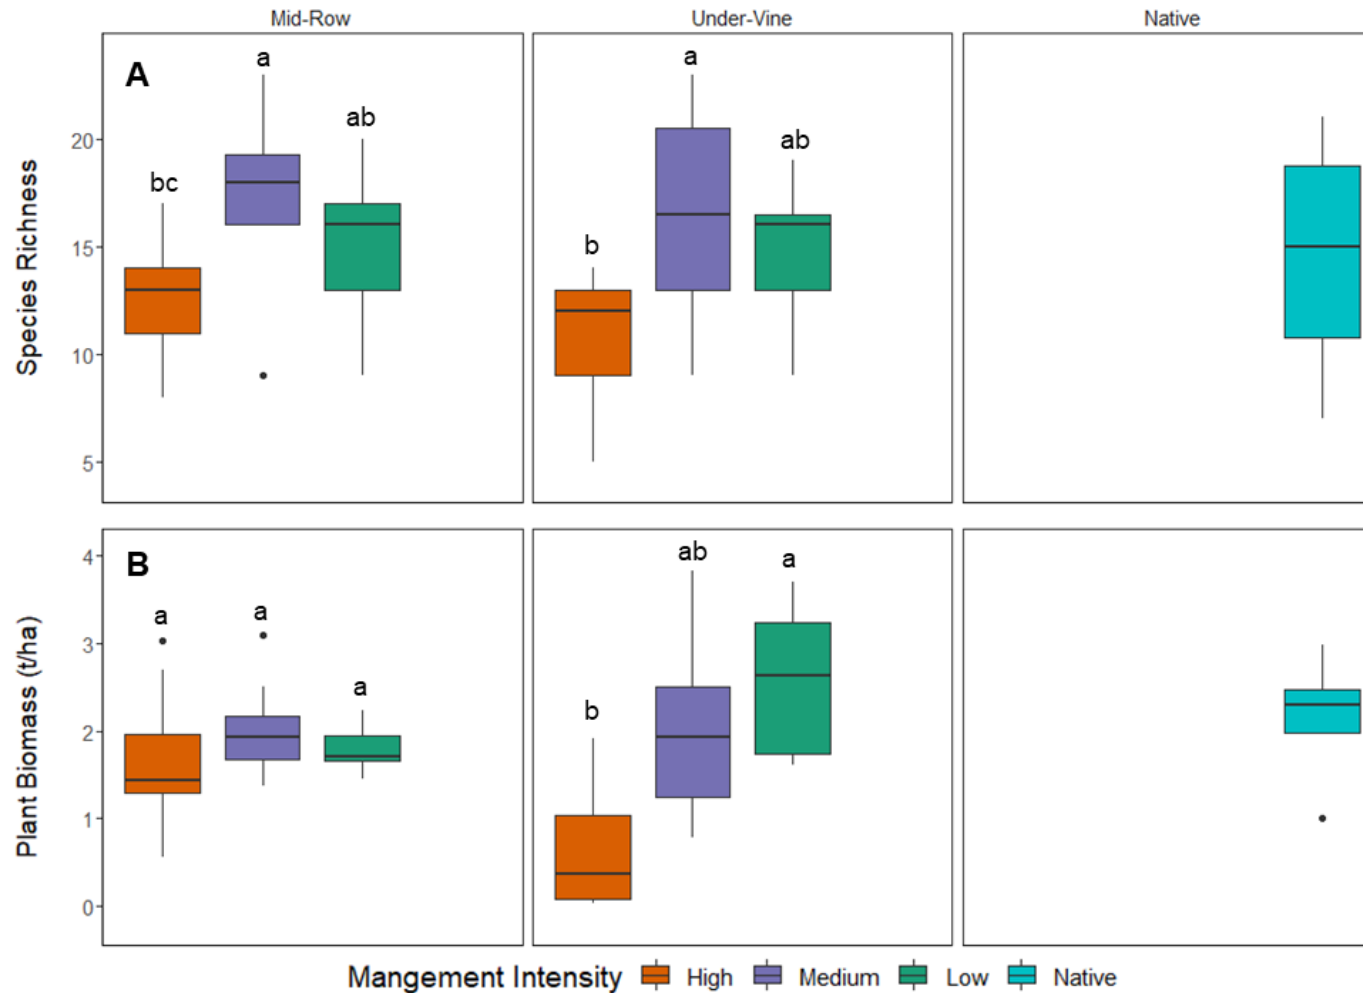 Mid-Row Under-Vine Native
A
a
bc
ab
a
b
ab
Species Richness
20
15
10
5
B
a
a
a
b
ab
a
Plant Biomass (t/ha)
4
3
2
1
0
Mangement Intensity High Medium Low Native